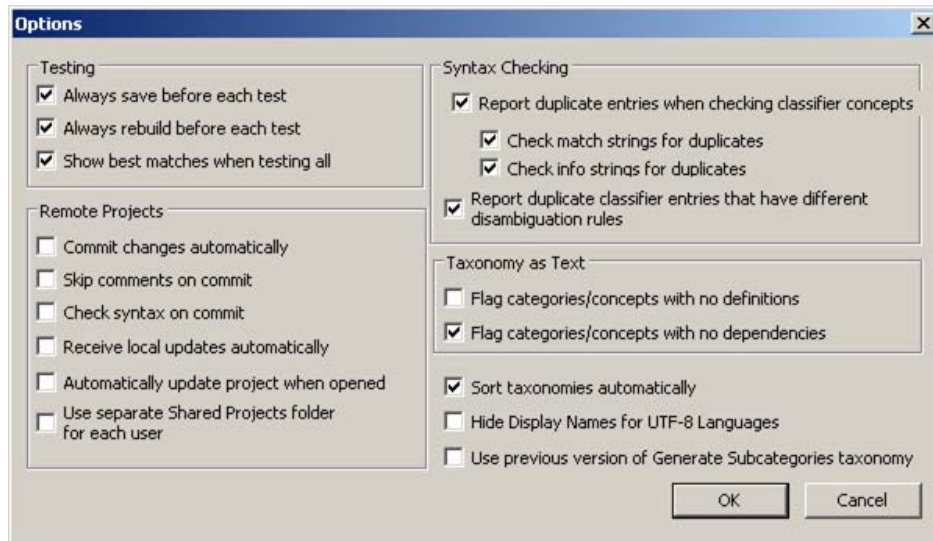 Options
Testing
Always save before each test
Always rebuild before each test
Show best matches when testing all
Remote Projects
Commit changes automatically
Skip comments on commit
Check syntax on commit
Receive local updates automatically
Automatically update project when opened
Use separate Shared Projects folder
for each user
Syntax Checking
Report duplicate entries when checking classifier concepts
Check match strings for duplicates
Check info strings for duplicates
Report duplicate classifier entries that have different
disambiguation rules
Taxonomy as Text
Flag categories/concepts with no definitions
Flag categories/concepts with no dependencies
Sort taxonomies automatically
Hide Display Names for UTF-8 Languages
Use previous version of Generate Subcategories taxonomy
OK
Cancel